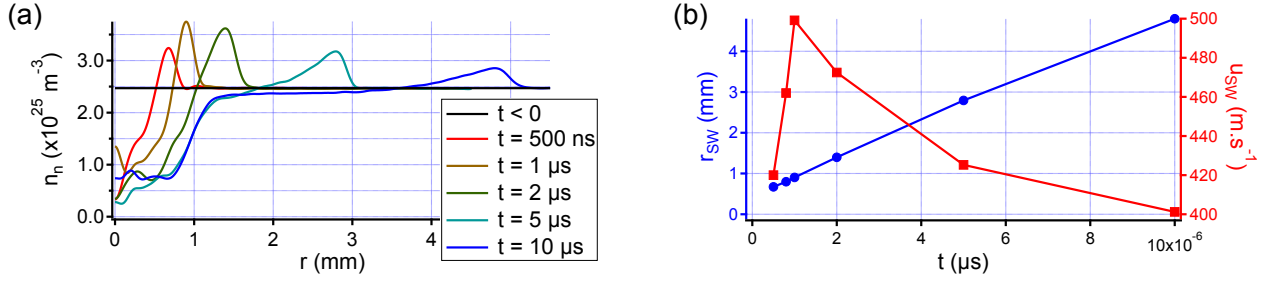 (a)
n_n (x10^25 m^-3)
3.0
2.0
1.0
0.0
0
1
2
3
4
r (mm)
t < 0
t = 500 ns
t = 1 µs
t = 2 µs
t = 5 µs
t = 10 µs
(b)
r_SW (mm)
4
3
2
1
0
0
2
4
6
8
10x10^-6
t (µs)
500
480
460
440
420
400
u_SW (m.s^-1)